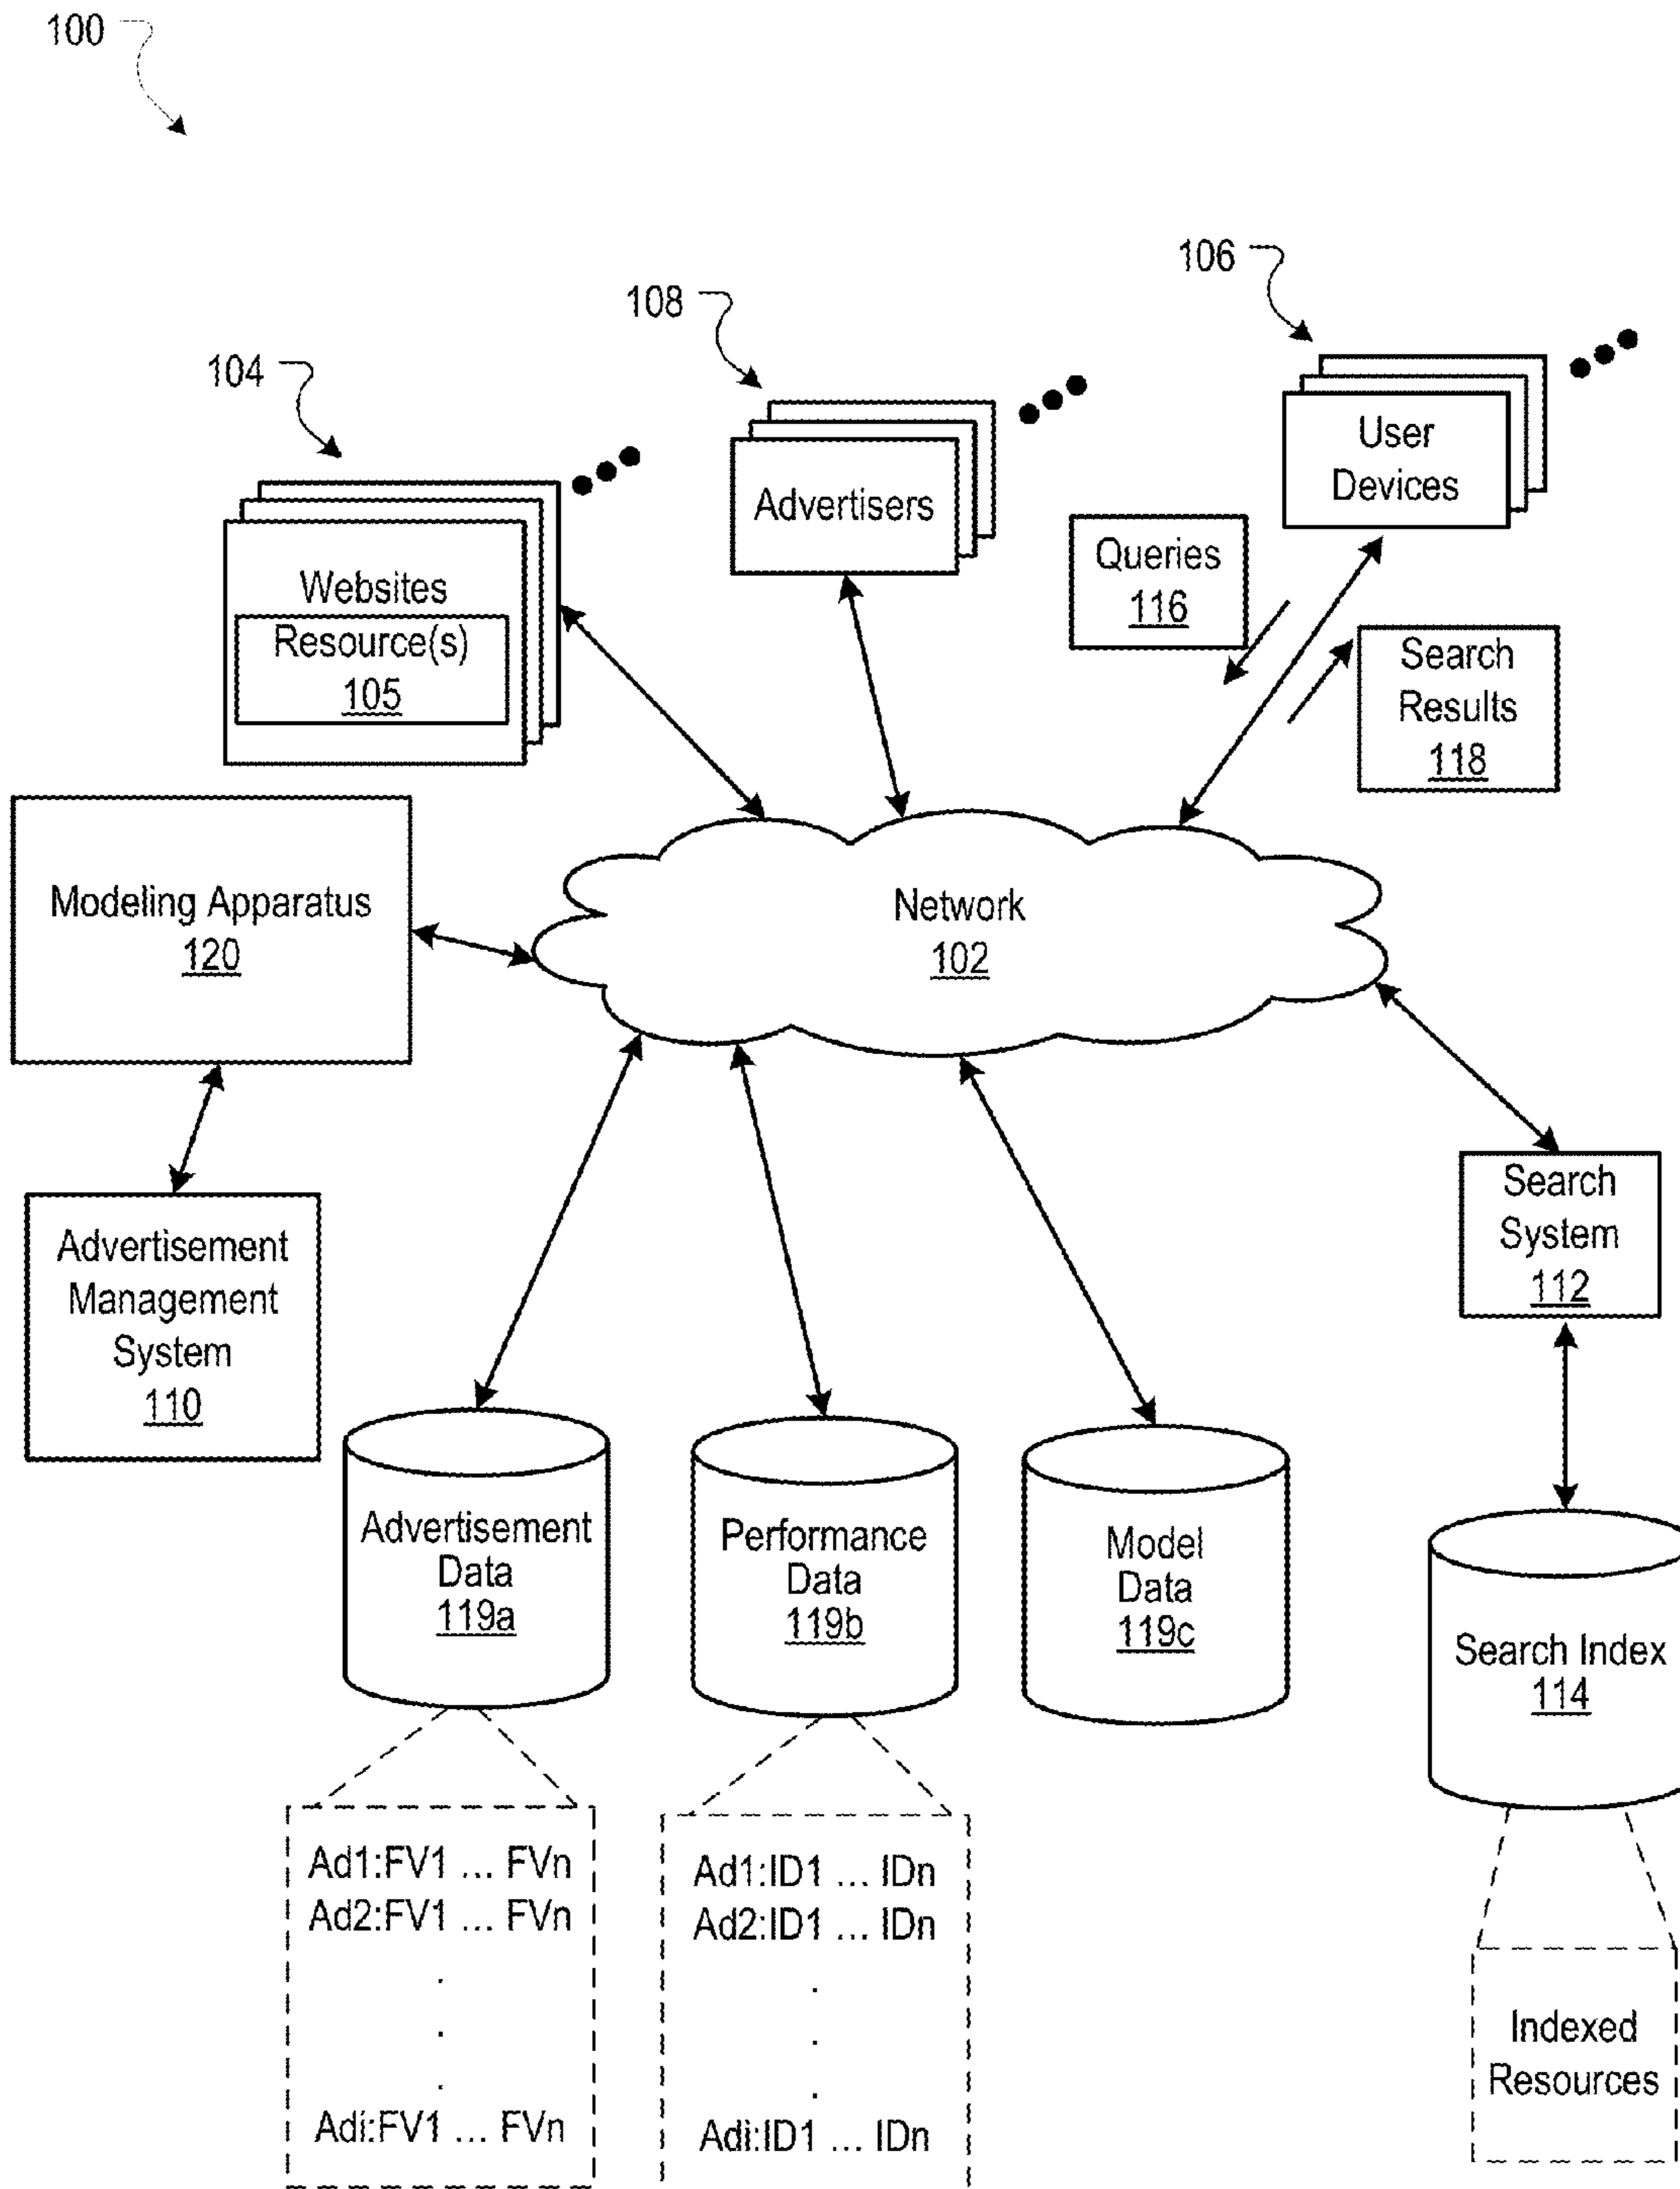 100
106
108
104
User
Devices
Advertisers
Queries
116
Websites
Resource(s)
105
Search
Results
118
Modeling Apparatus
120
Network
102
Search
System
112
Advertisement
Management
System
110
Advertisement
Data
119a
Performance
Data
119b
Model
Data
119c
Search Index
114
Ad1:FV1 ... FVn
Ad2:FV1 ... FVn
.
.
.
Adi:FV1 ... FVn
Ad1:ID1 ... IDn
Ad2:ID1 ... IDn
.
.
.
Adi:ID1 ... IDn
Indexed
Resources